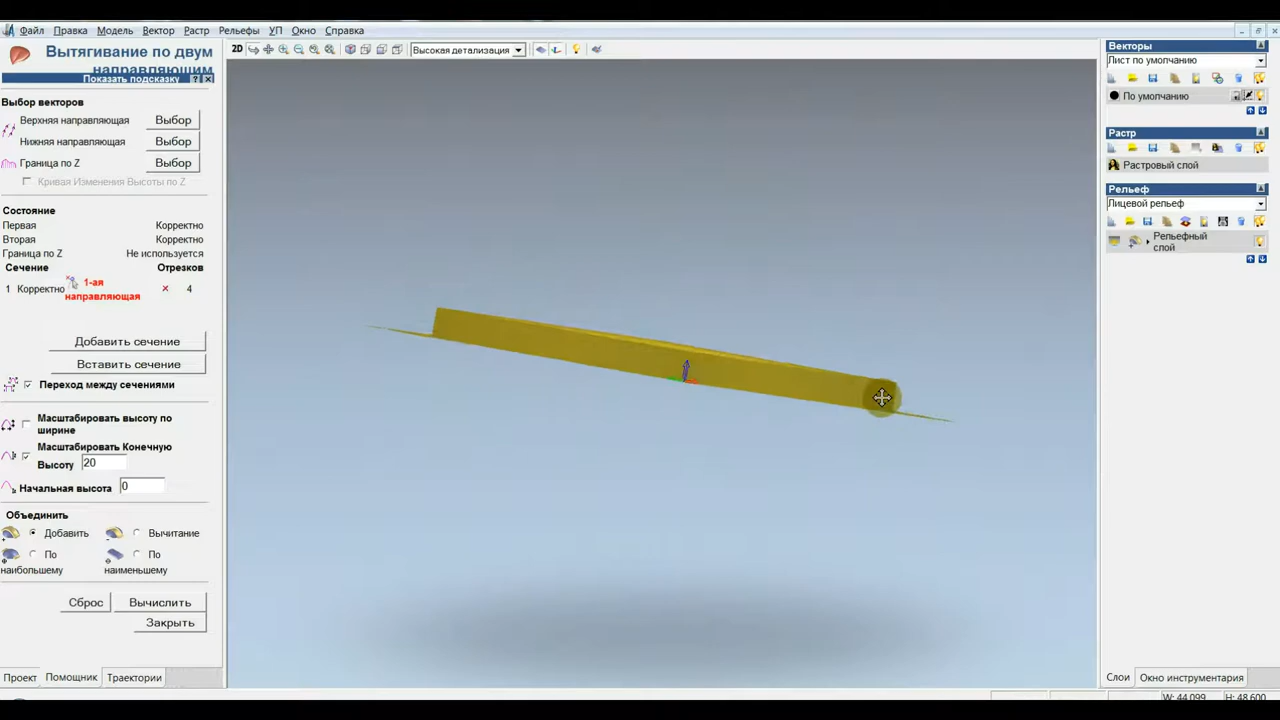 Файл Правка Модель Вектор Растр Рельефы УП Окно Справка
Вытягивание по двум
направляющим
Показать подсказку ? ×
2D
Высокая детализация
Выбор векторов
Верхняя направляющая Выбор
Нижняя направляющая Выбор
Граница по Z Выбор
Кривая Изменения Высоты по Z
Состояние
Первая Корректно
Вторая Корректно
Граница по Z Не используется
Сечение Отрезков
1 Корректно 1-ая
направляющая 4
Добавить сечение
Вставить сечение
Переход между сечениями
Масштабировать высоту по
ширине
Масштабировать Конечную
Высоту 20
Начальная высота 0
Объединить
Добавить Вычитание
По По
наибольшему наименьшему
Сброс Вычислить
Закрыть
Проект Помощник Траектории
Векторы
Лист по умолчанию
По умолчанию
Растр
Растровый слой
Рельеф
Лицевой рельеф
Рельефный
слой
Слои Окно инструментария
W: 44.099 H: 48.600